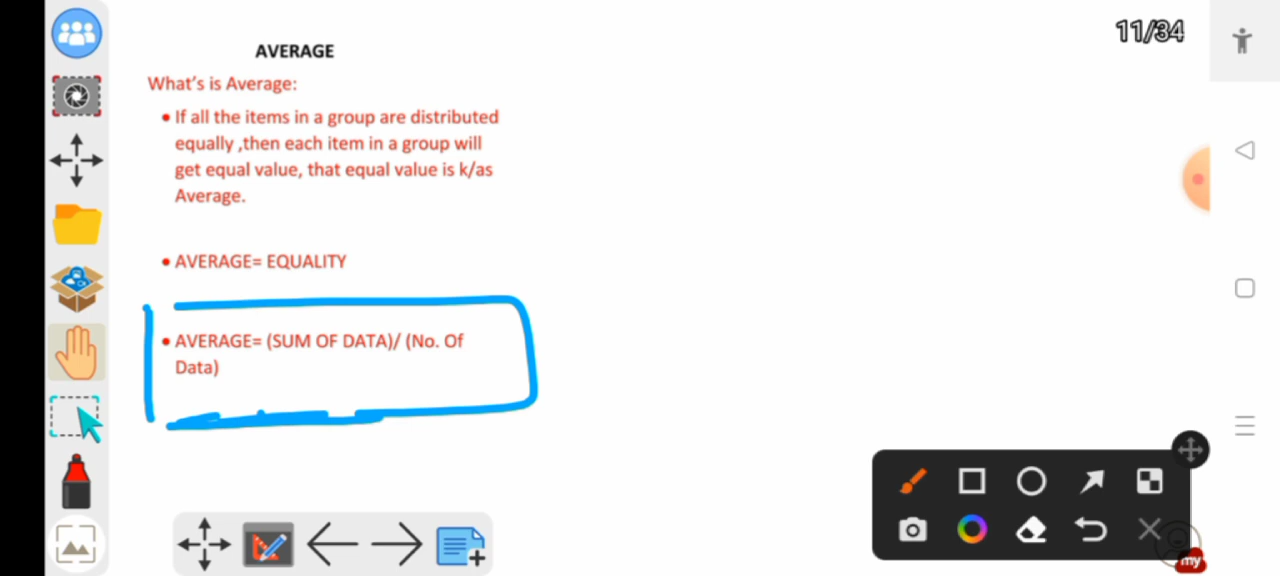 11/34
AVERAGE
What's is Average:
• If all the items in a group are distributed
equally ,then each item in a group will
get equal value, that equal value is k/as
Average.
• AVERAGE= EQUALITY
• AVERAGE= (SUM OF DATA)/ (No. Of
Data)
my